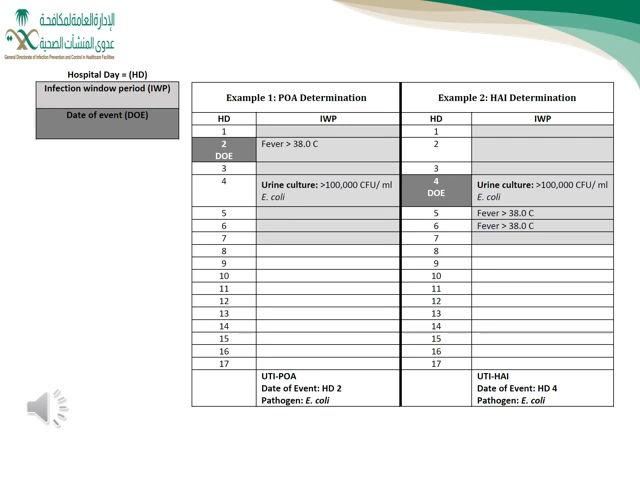 الإدارة العامة لمكافحة
عدوى المنشآت الصحية
General Directorate of Infection Prevention and Control in Healthcare Facilities
Hospital Day = (HD)
Infection window period (IWP)
Date of event (DOE)
Example 1: POA Determination Example 2: HAI Determination
HD IWP HD IWP
1 1
2 Fever > 38.0 C 2
DOE
3 3
4 Urine culture: >100,000 CFU/ ml 4 Urine culture: >100,000 CFU/ ml
E. coli DOE E. coli
5 5 Fever > 38.0 C
6 6 Fever > 38.0 C
7 7
8 8
9 9
10 10
11 11
12 12
13 13
14 14
15 15
16 16
17 17
UTI-POA UTI-HAI
Date of Event: HD 2 Date of Event: HD 4
Pathogen: E. coli Pathogen: E. coli